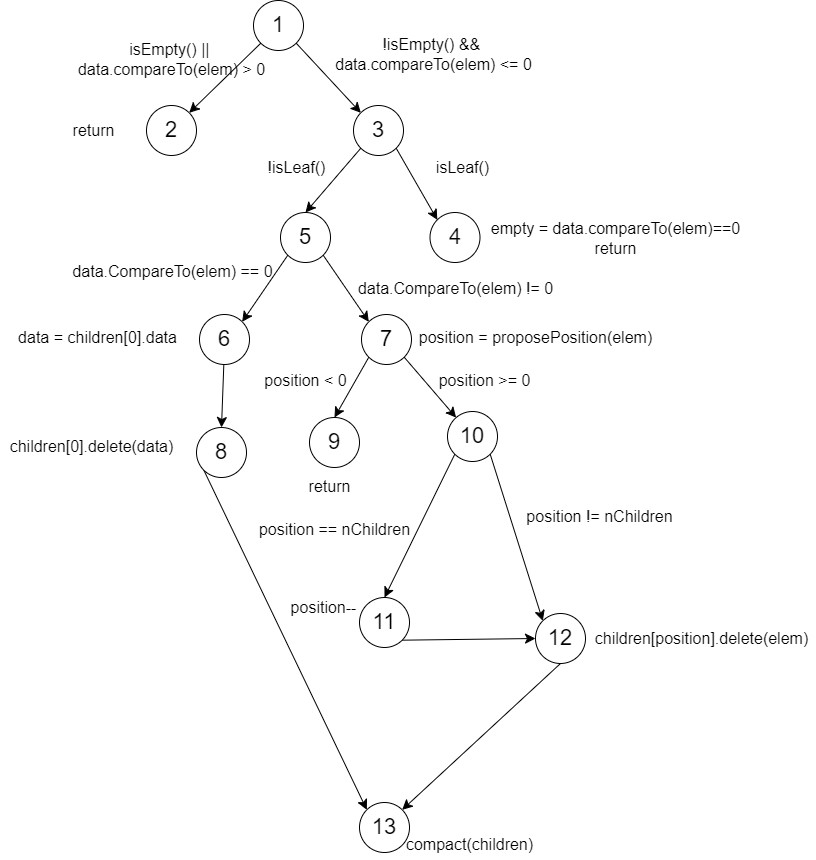 1
isEmpty() ||
data.compareTo(elem) > 0
!isEmpty() &&
data.compareTo(elem) <= 0
return
2
3
!isLeaf()
isLeaf()
5
4
empty = data.compareTo(elem)==0
return
data.CompareTo(elem) == 0
data.CompareTo(elem) != 0
data = children[0].data
6
7
position = proposePosition(elem)
position < 0
position >= 0
children[0].delete(data)
8
9
10
return
position == nChildren
position != nChildren
position--
11
12
children[position].delete(elem)
13
compact(children)